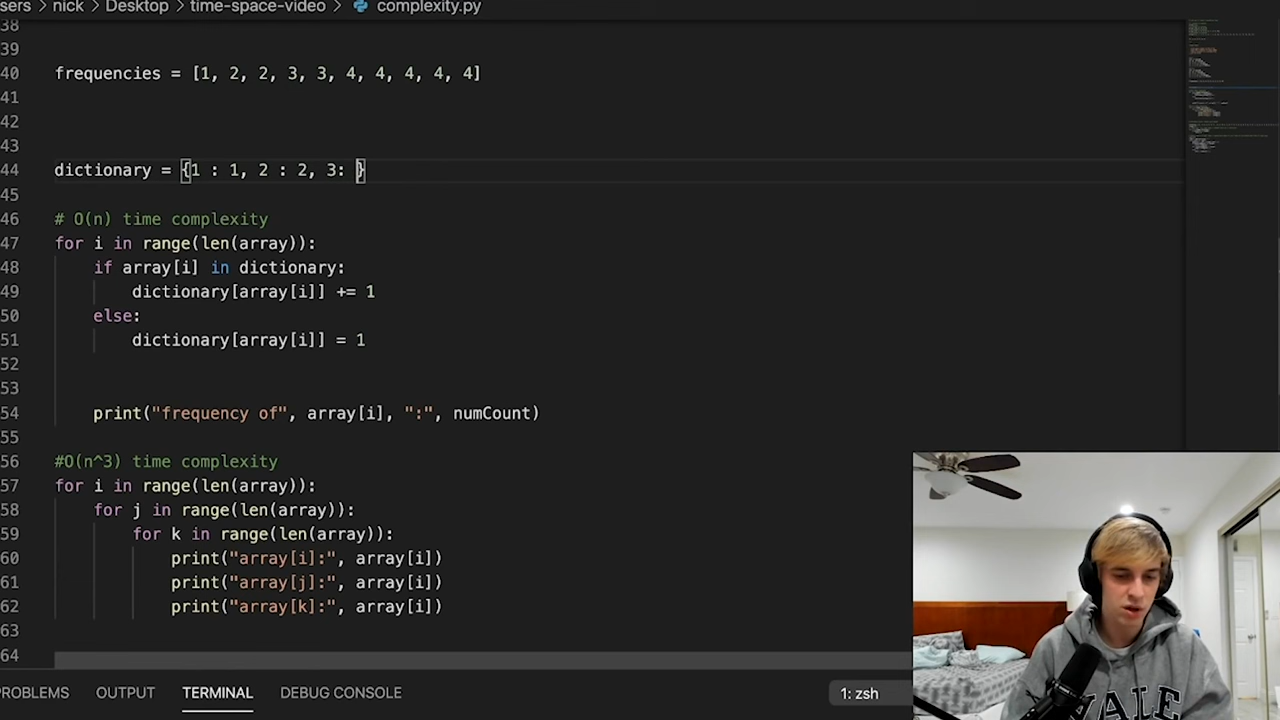 sers > nick > Desktop > time-space-video > complexity.py
38
39
40 frequencies = [1, 2, 2, 3, 3, 4, 4, 4, 4, 4]
41
42
43
44 dictionary = {1 : 1, 2 : 2, 3: }
45
46 # O(n) time complexity
47 for i in range(len(array)):
48 if array[i] in dictionary:
49 dictionary[array[i]] += 1
50 else:
51 dictionary[array[i]] = 1
52
53
54 print("frequency of", array[i], ":", numCount)
55
56 #O(n^3) time complexity
57 for i in range(len(array)):
58 for j in range(len(array)):
59 for k in range(len(array)):
60 print("array[i]:", array[i])
61 print("array[j]:", array[i])
62 print("array[k]:", array[i])
63
64
PROBLEMS OUTPUT TERMINAL DEBUG CONSOLE 1: zsh
YALE